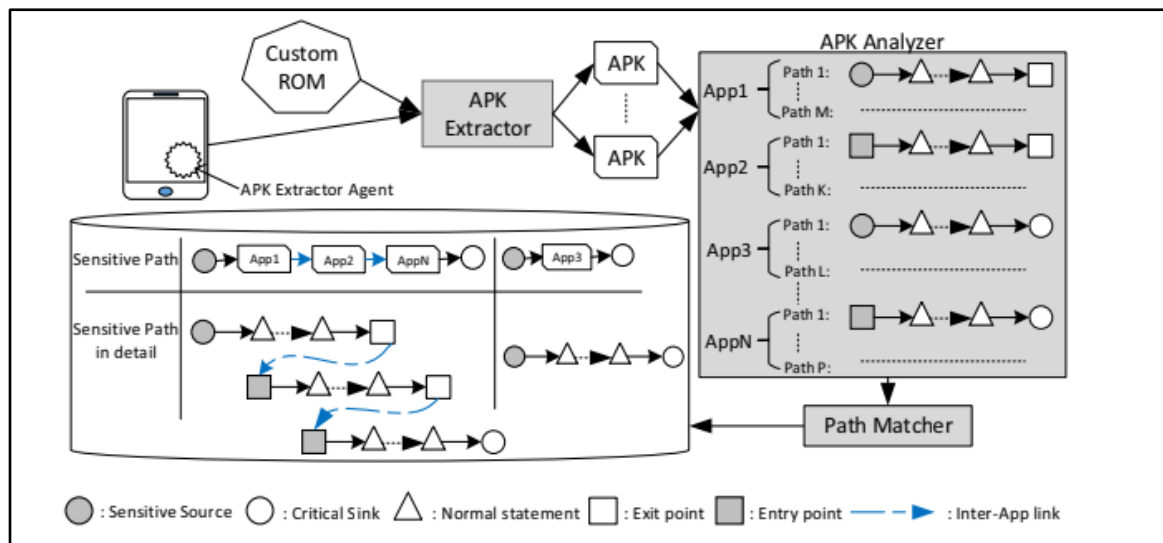 Custom
ROM
APK Extractor Agent
APK
Extractor
APK
APK
APK Analyzer
App1
Path 1:
Path M:
App2
Path 1:
Path K:
App3
Path 1:
Path L:
AppN
Path 1:
Path P:
Path Matcher
Sensitive Path
App1
App2
AppN
App3
Sensitive Path
in detail
: Sensitive Source
: Critical Sink
: Normal statement
: Exit point
: Entry point
: Inter-App link